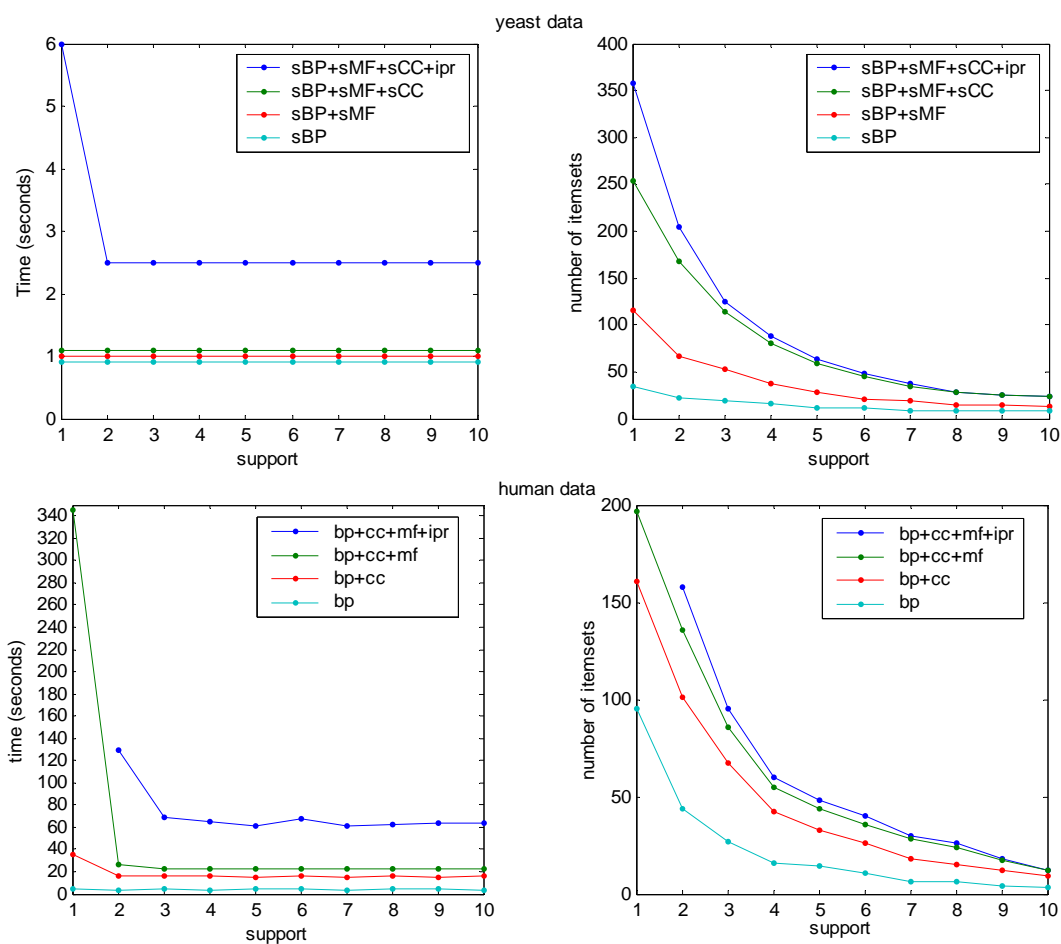 yeast data
Time (seconds)
6
5
4
3
2
1
0
sBP+sMF+sCC+ipr
sBP+sMF+sCC
sBP+sMF
sBP
1 2 3 4 5 6 7 8 9 10
support
number of itemsets
400
350
300
250
200
150
100
50
0
sBP+sMF+sCC+ipr
sBP+sMF+sCC
sBP+sMF
sBP
1 2 3 4 5 6 7 8 9 10
support
human data
time (seconds)
340
320
300
280
260
240
220
200
180
160
140
120
100
80
60
40
20
0
bp+cc+mf+ipr
bp+cc+mf
bp+cc
bp
1 2 3 4 5 6 7 8 9 10
support
number of itemsets
200
150
100
50
0
bp+cc+mf+ipr
bp+cc+mf
bp+cc
bp
1 2 3 4 5 6 7 8 9 10
support